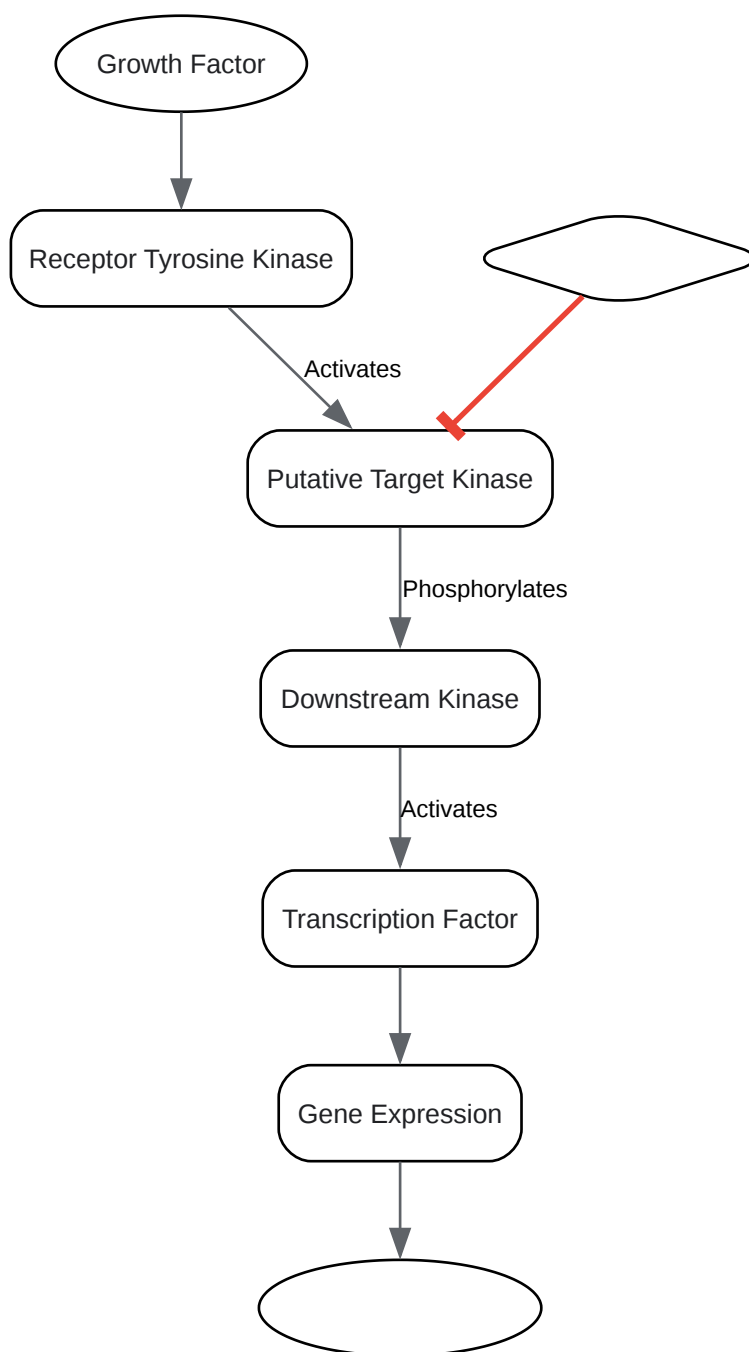 Growth Factor
Receptor Tyrosine Kinase
Activates
Putative Target Kinase
Phosphorylates
Downstream Kinase
Activates
Transcription Factor
Gene Expression